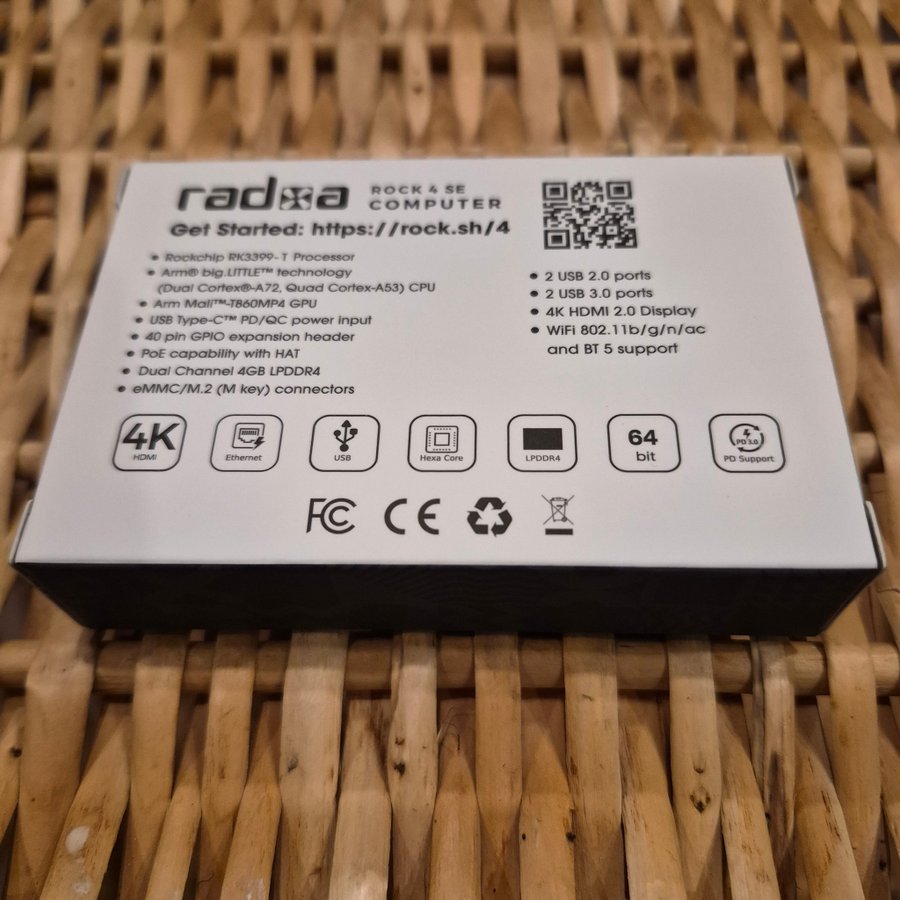 radxa ROCK 4 SE
COMPUTER
Get Started: https://rock.sh/4
• Rockchip RK3399-T Processor
• Arm® big.LITTLE™ technology
(Dual Cortex®-A72, Quad Cortex-A53) CPU
• Arm Mali™-T860MP4 GPU
• USB Type-C™ PD/QC power input
• 40 pin GPIO expansion header
• PoE capability with HAT
• Dual Channel 4GB LPDDR4
• eMMC/M.2 (M key) connectors
• 2 USB 2.0 ports
• 2 USB 3.0 ports
• 4K HDMI 2.0 Display
• WiFi 802.11b/g/n/ac
and BT 5 support
4K
HDMI
Ethernet
USB
Hexa Core
LPDDR4
64
bit
PD 3.0
PD Support
FC CE